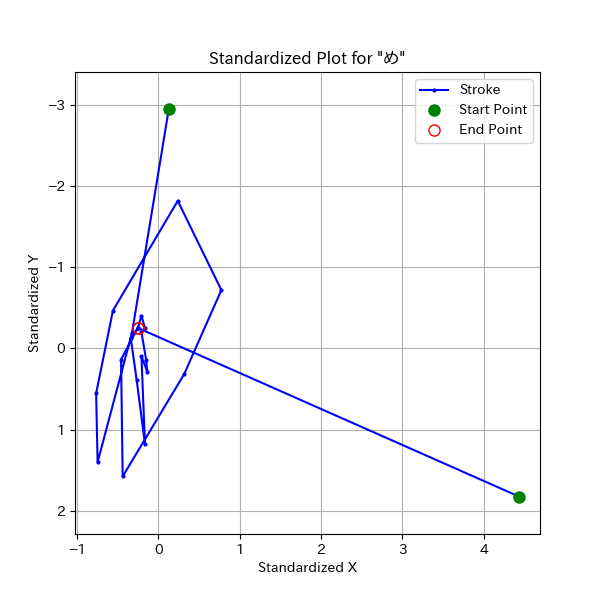 Standardized Plot for "め"
Stroke
Start Point
End Point
Standardized Y
−3
−2
−1
0
1
2
−1 0 1 2 3 4
Standardized X